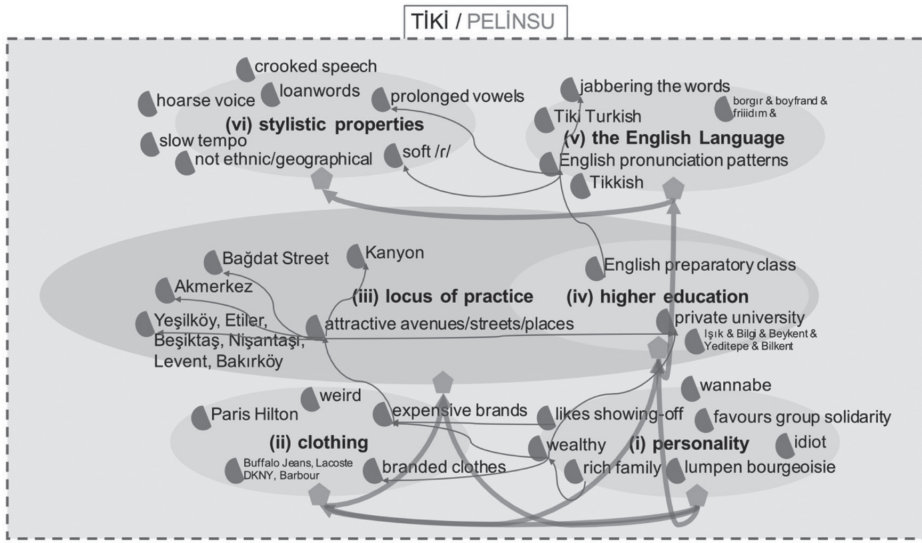 TİKİ / PELİNSU
crooked speech
loanwords
hoarse voice
prolonged vowels
(vi) stylistic properties
slow tempo
not ethnic/geographical
soft /r/
jabbering the words
borgır & boyfrand &
friiidım &
Tiki Turkish
(v) the English Language
English pronunciation patterns
Tikkish
Bağdat Street
Kanyon
Akmerkez
(iii) locus of practice
Yeşilköy, Etiler,
Beşiktaş, Nişantaşi,
Levent, Bakırköy
attractive avenues/streets/places
English preparatory class
(iv) higher education
private university
Işık & Bilgi & Beykent &
Yeditepe & Bilkent
weird
Paris Hilton
expensive brands
(ii) clothing
Buffalo Jeans, Lacoste
DKNY, Barbour
branded clothes
wannabe
likes showing-off
favours group solidarity
wealthy
(i) personality
idiot
rich family
lumpen bourgeoisie